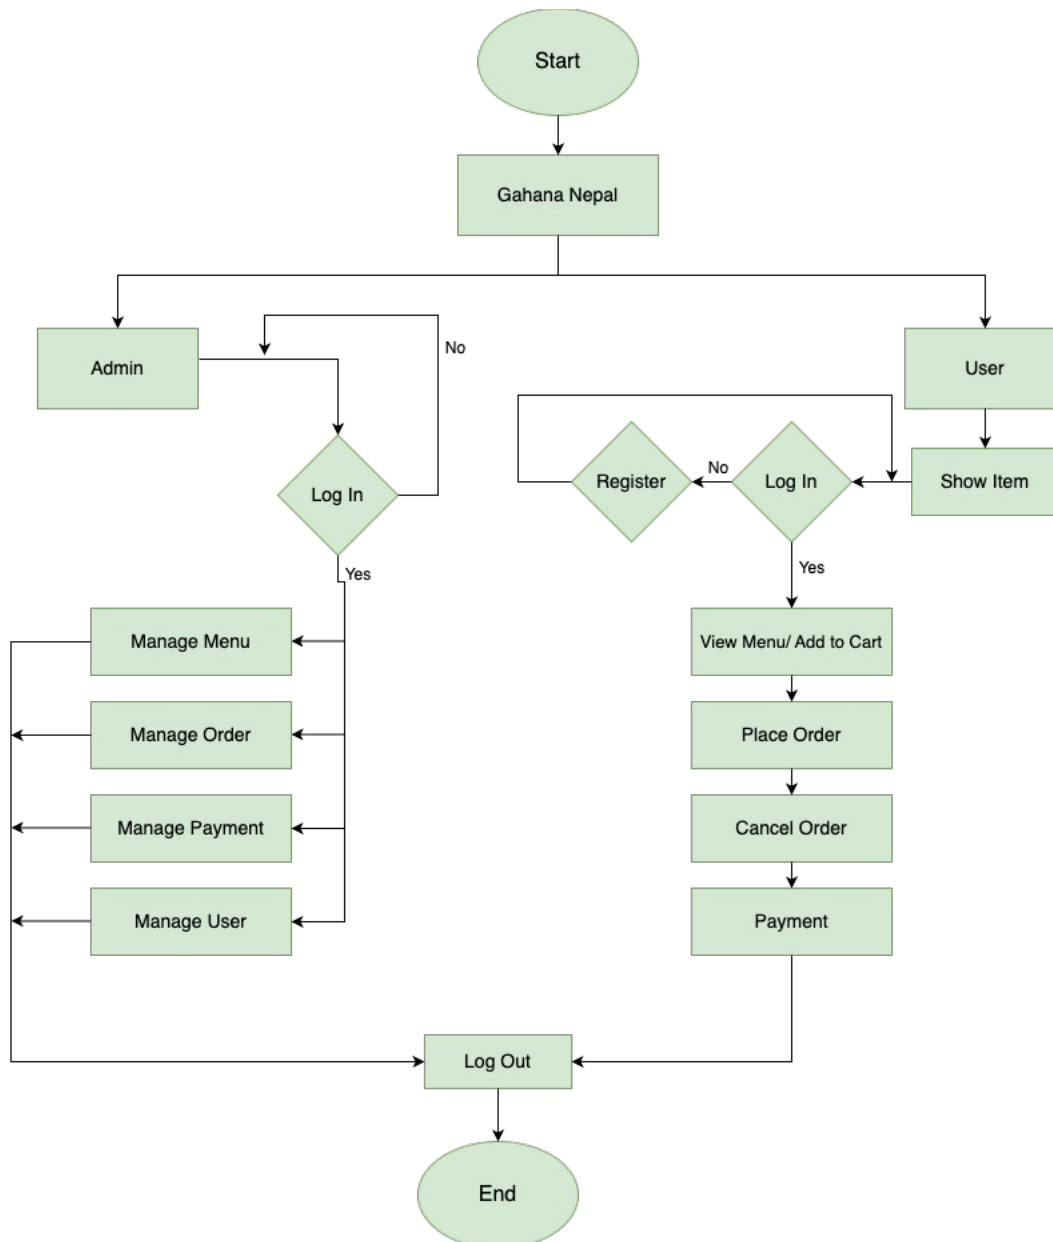 Start
Gahana Nepal
Admin
No
User
Log In
Register
No
Log In
Show Item
Yes
Yes
Manage Menu
View Menu/ Add to Cart
Manage Order
Place Order
Manage Payment
Cancel Order
Manage User
Payment
Log Out
End